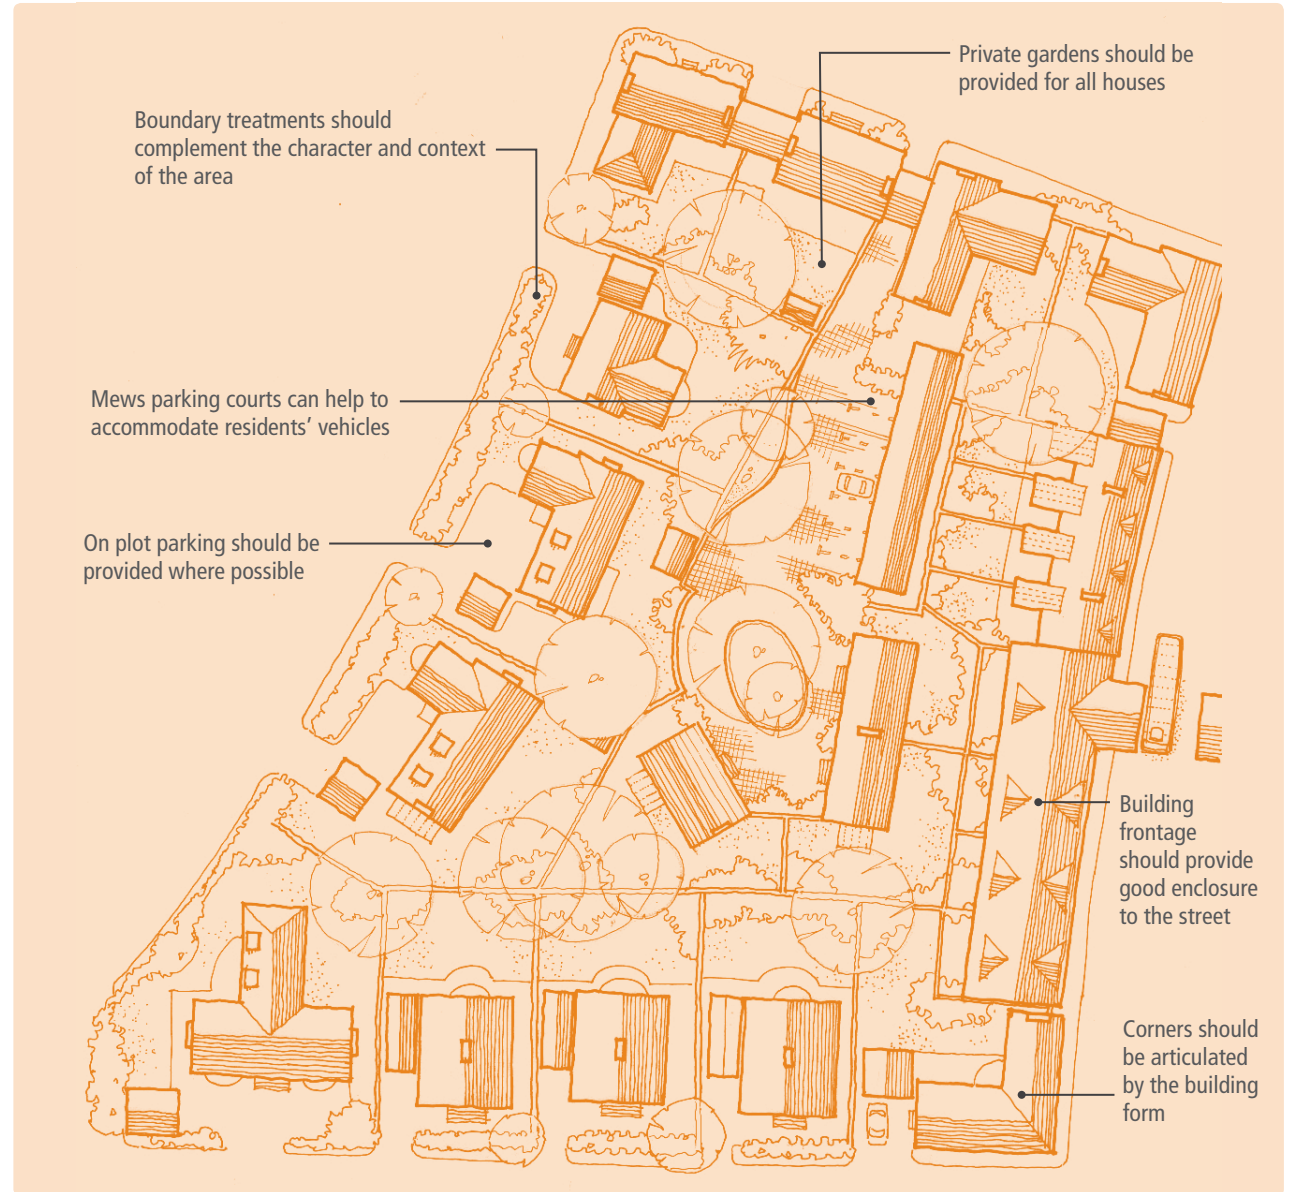 Private gardens should be
provided for all houses
Boundary treatments should
complement the character and context
of the area
Mews parking courts can help to
accommodate residents’ vehicles
On plot parking should be
provided where possible
Building
frontage
should provide
good enclosure
to the street
Corners should
be articulated
by the building
form